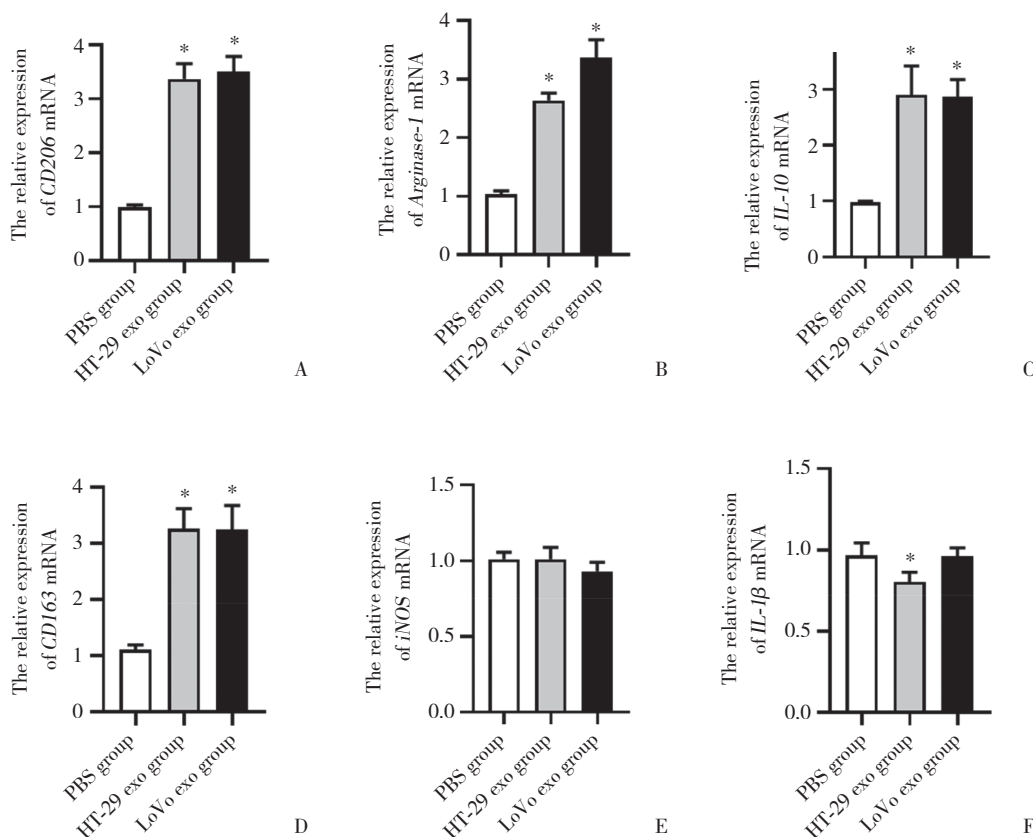 The relative expression
of CD206 mRNA
4
3
2
1
0
*
*
PBS group
HT-29 exo group
LoVo exo group
A
The relative expression
of Arginase-1 mRNA
4
3
2
1
0
*
*
PBS group
HT-29 exo group
LoVo exo group
B
The relative expression
of IL-10 mRNA
3
2
1
0
*
*
PBS group
HT-29 exo group
LoVo exo group
C
The relative expression
of CD163 mRNA
4
3
2
1
0
*
*
PBS group
HT-29 exo group
LoVo exo group
D
The relative expression
of iNOS mRNA
1.5
1.0
0.5
0.0
PBS group
HT-29 exo group
LoVo exo group
E
The relative expression
of IL-1β mRNA
1.5
1.0
0.5
0.0
*
PBS group
HT-29 exo group
LoVo exo group
F